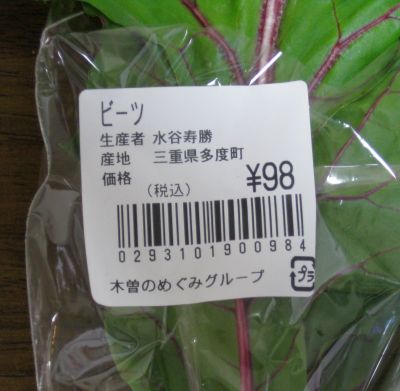 ビーツ
生産者 水谷寿勝
産地 三重県多度町
価格 ¥98
(税込)
0293101900984
木曽のめぐみグループ
プラ